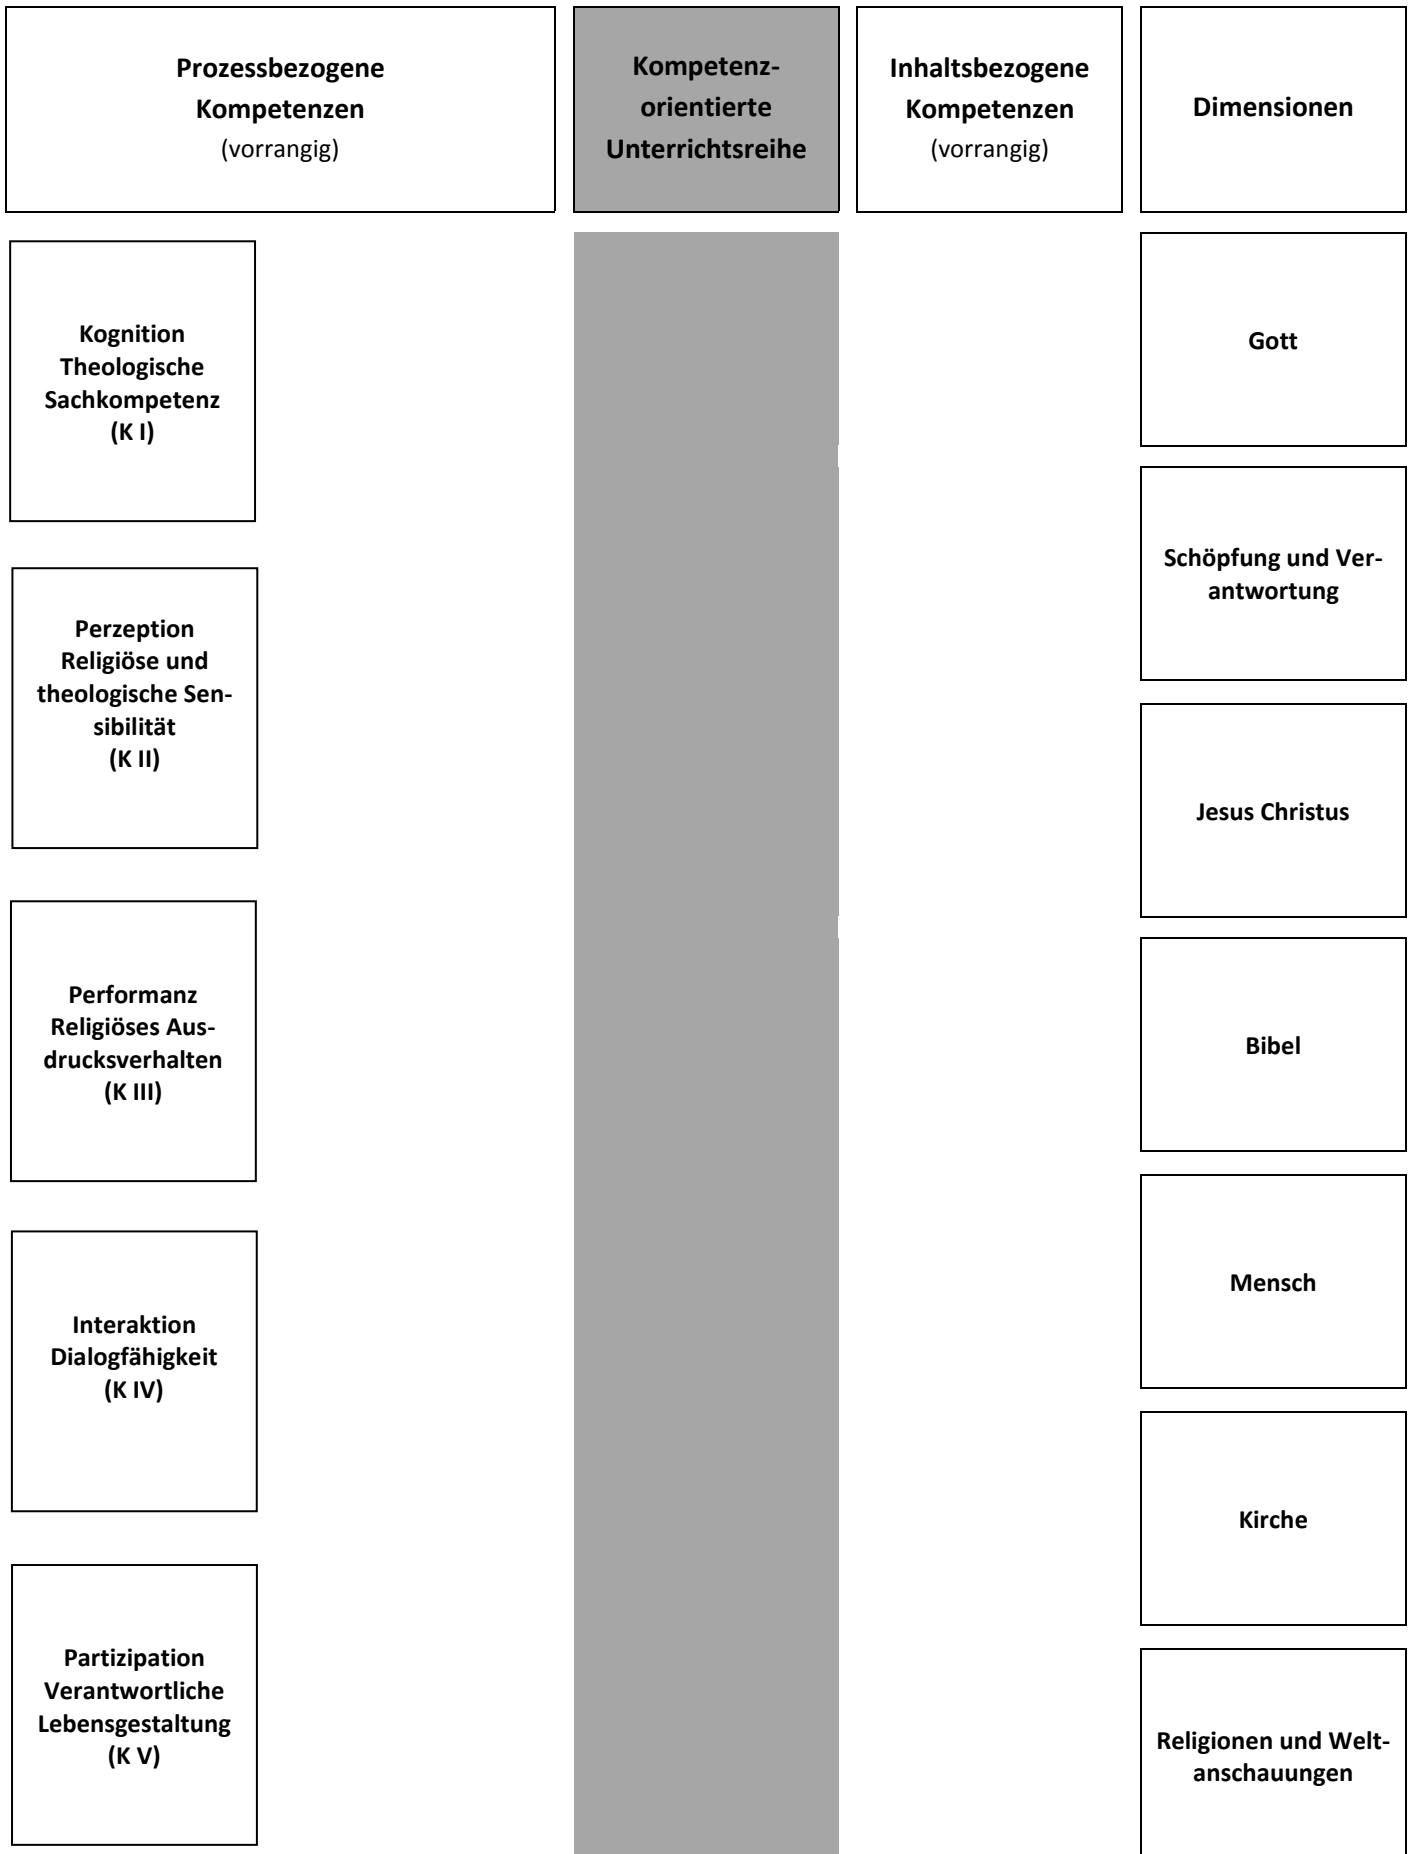 Prozessbezogene
Kompetenzen
(vorrangig)
Kompetenz-
orientierte
Unterrichtsreihe
Inhaltsbezogene
Kompetenzen
(vorrangig)
Dimensionen
Kognition
Theologische
Sachkompetenz
(K I)
Perzeption
Religiöse und
theologische Sen-
sibilität
(K II)
Performanz
Religiöses Aus-
drucksverhalten
(K III)
Interaktion
Dialogfähigkeit
(K IV)
Partizipation
Verantwortliche
Lebensgestaltung
(K V)
Gott
Schöpfung und Ver-
antwortung
Jesus Christus
Bibel
Mensch
Kirche
Religionen und Welt-
anschauungen